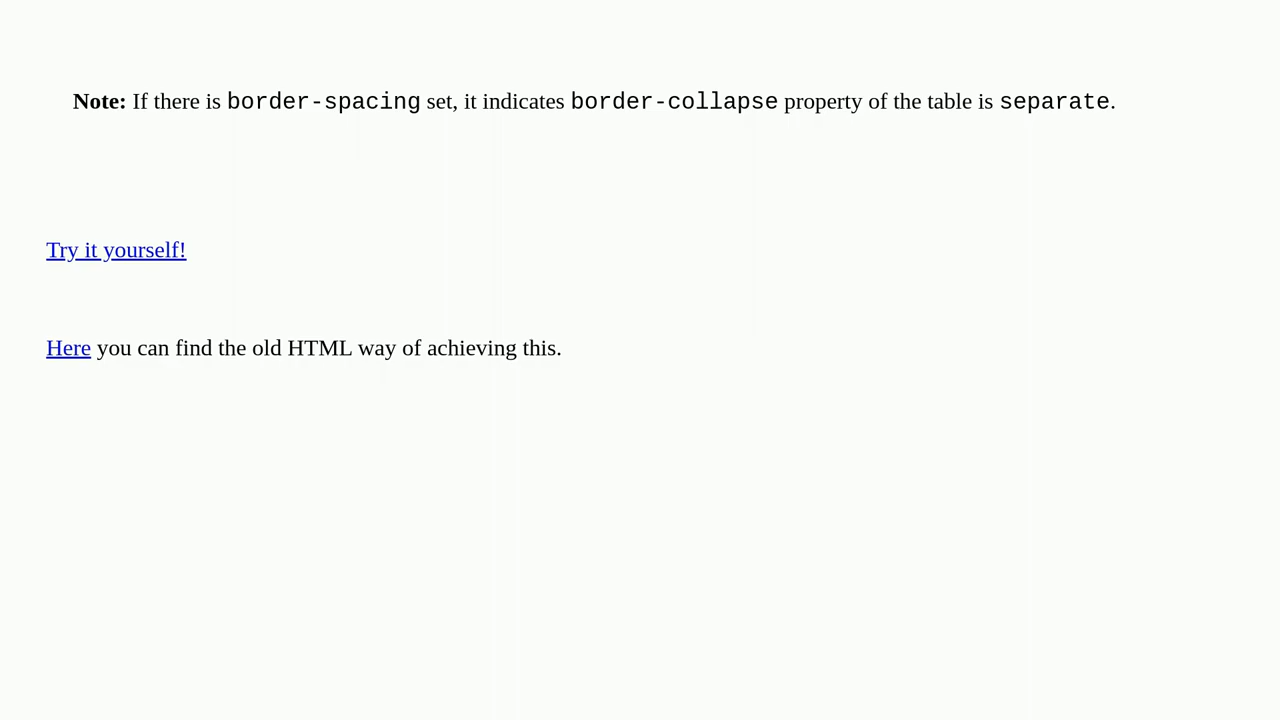 Note: If there is border-spacing set, it indicates border-collapse property of the table is separate.
Try it yourself!
Here you can find the old HTML way of achieving this.